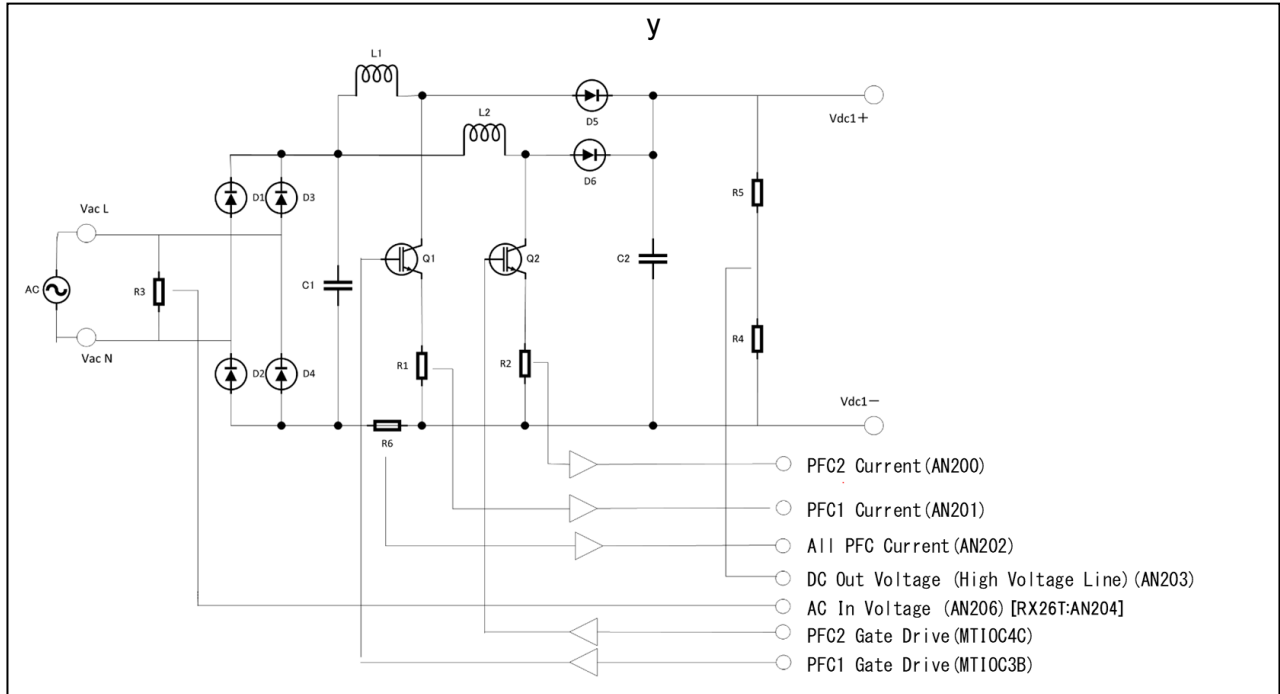 y
L1
L2
D5
Vdc1+
D6
R5
D1
D3
Vac L
Q1
Q2
C2
C1
AC
R3
R4
Vac N
R1
R2
D2
D4
Vdc1−
R6
PFC2 Current(AN200)
PFC1 Current(AN201)
All PFC Current(AN202)
DC Out Voltage (High Voltage Line)(AN203)
AC In Voltage (AN206) [RX26T:AN204]
PFC2 Gate Drive(MTIOC4C)
PFC1 Gate Drive(MTIOC3B)